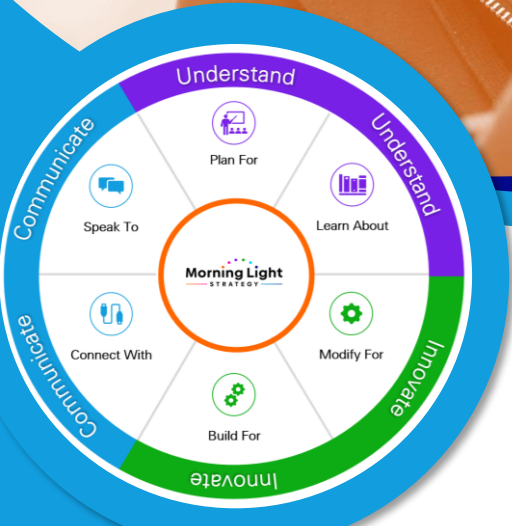 Understand
Understand
Innovate
Innovate
Communicate
Communicate
Plan For
Learn About
Modify For
Build For
Connect With
Speak To
Morning Light
STRATEGY